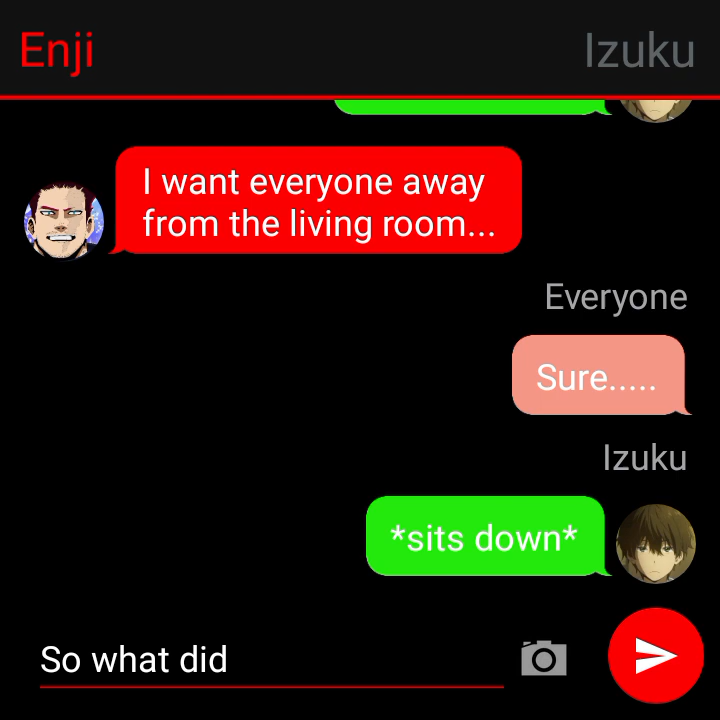 Enji
Izuku
I want everyone away
from the living room...
Everyone
Sure.....
Izuku
*sits down*
So what did